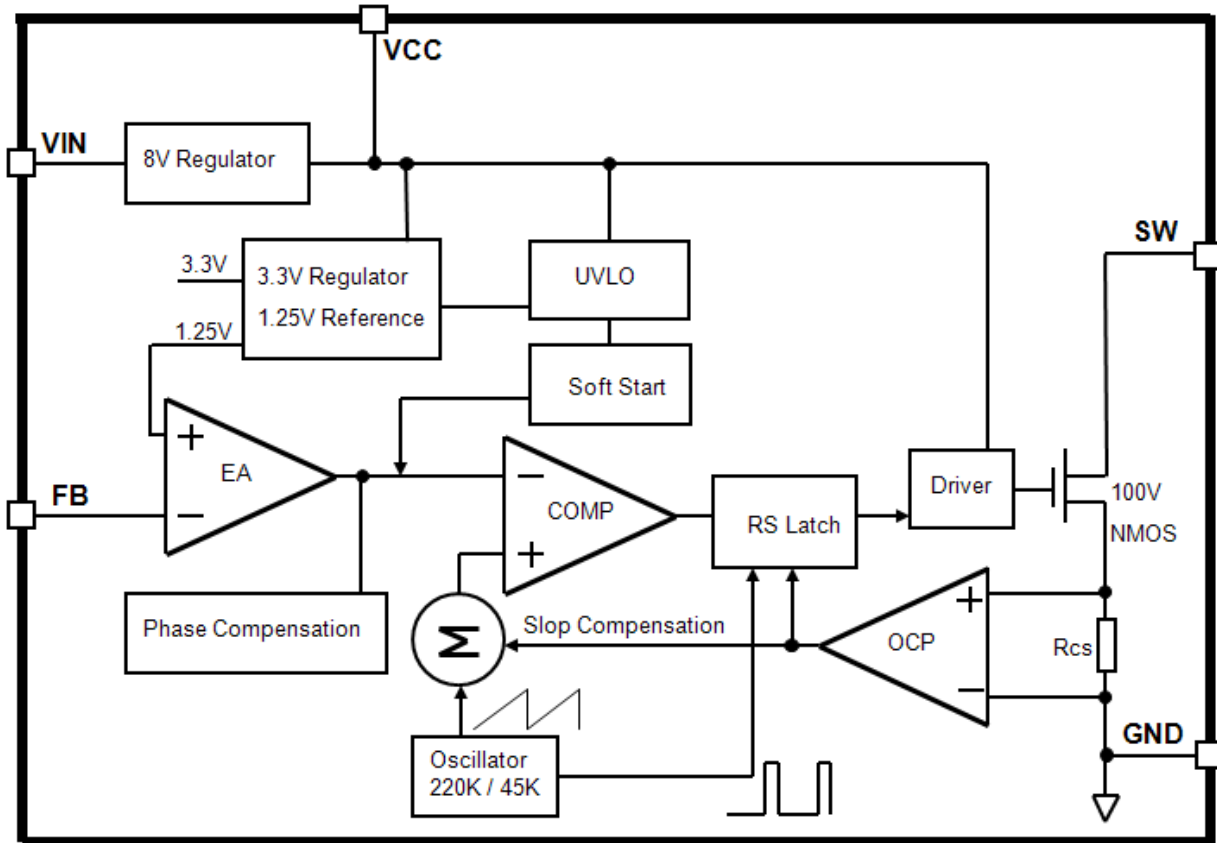 VCC
VIN
8V Regulator
SW
3.3V
3.3V Regulator
UVLO
1.25V
1.25V Reference
Soft Start
+
EA
FB
−
−
COMP
+
RS Latch
Driver
100V
NMOS
Phase Compensation
Σ
Slop Compensation
+
OCP
−
Rcs
GND
Oscillator
220K / 45K